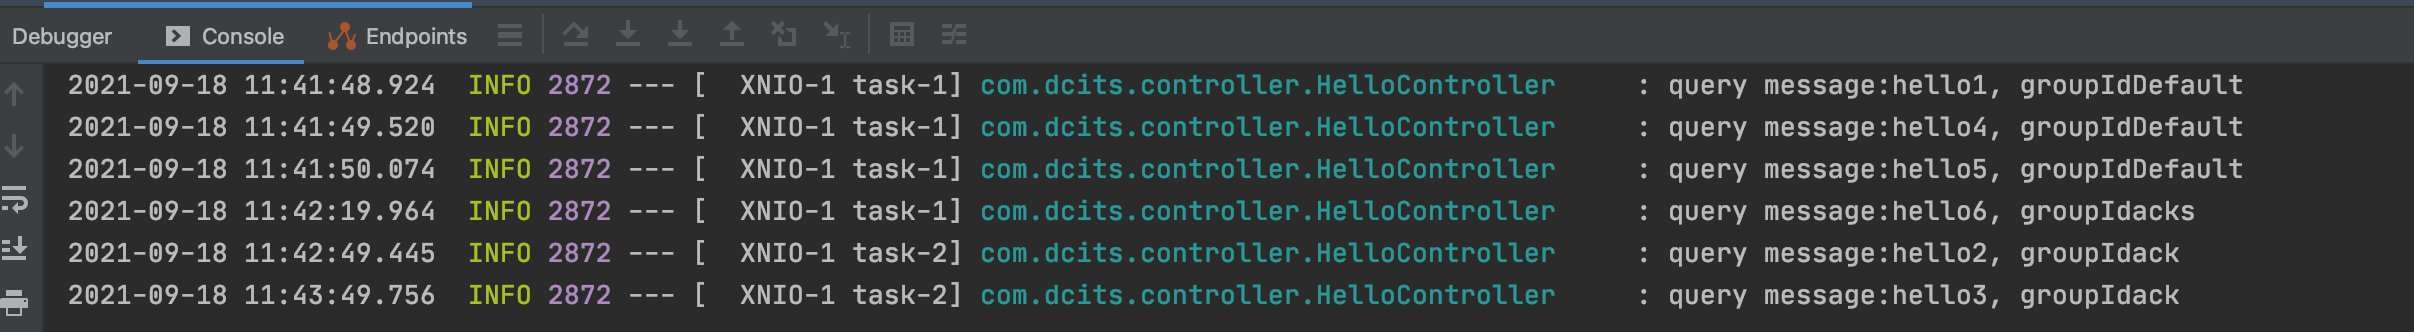 Debugger Console Endpoints
2021-09-18 11:41:48.924  INFO 2872 --- [  XNIO-1 task-1] com.dcits.controller.HelloController     : query message:hello1, groupIdDefault
2021-09-18 11:41:49.520  INFO 2872 --- [  XNIO-1 task-1] com.dcits.controller.HelloController     : query message:hello4, groupIdDefault
2021-09-18 11:41:50.074  INFO 2872 --- [  XNIO-1 task-1] com.dcits.controller.HelloController     : query message:hello5, groupIdDefault
2021-09-18 11:42:19.964  INFO 2872 --- [  XNIO-1 task-1] com.dcits.controller.HelloController     : query message:hello6, groupIdacks
2021-09-18 11:42:49.445  INFO 2872 --- [  XNIO-1 task-2] com.dcits.controller.HelloController     : query message:hello2, groupIdack
2021-09-18 11:43:49.756  INFO 2872 --- [  XNIO-1 task-2] com.dcits.controller.HelloController     : query message:hello3, groupIdack